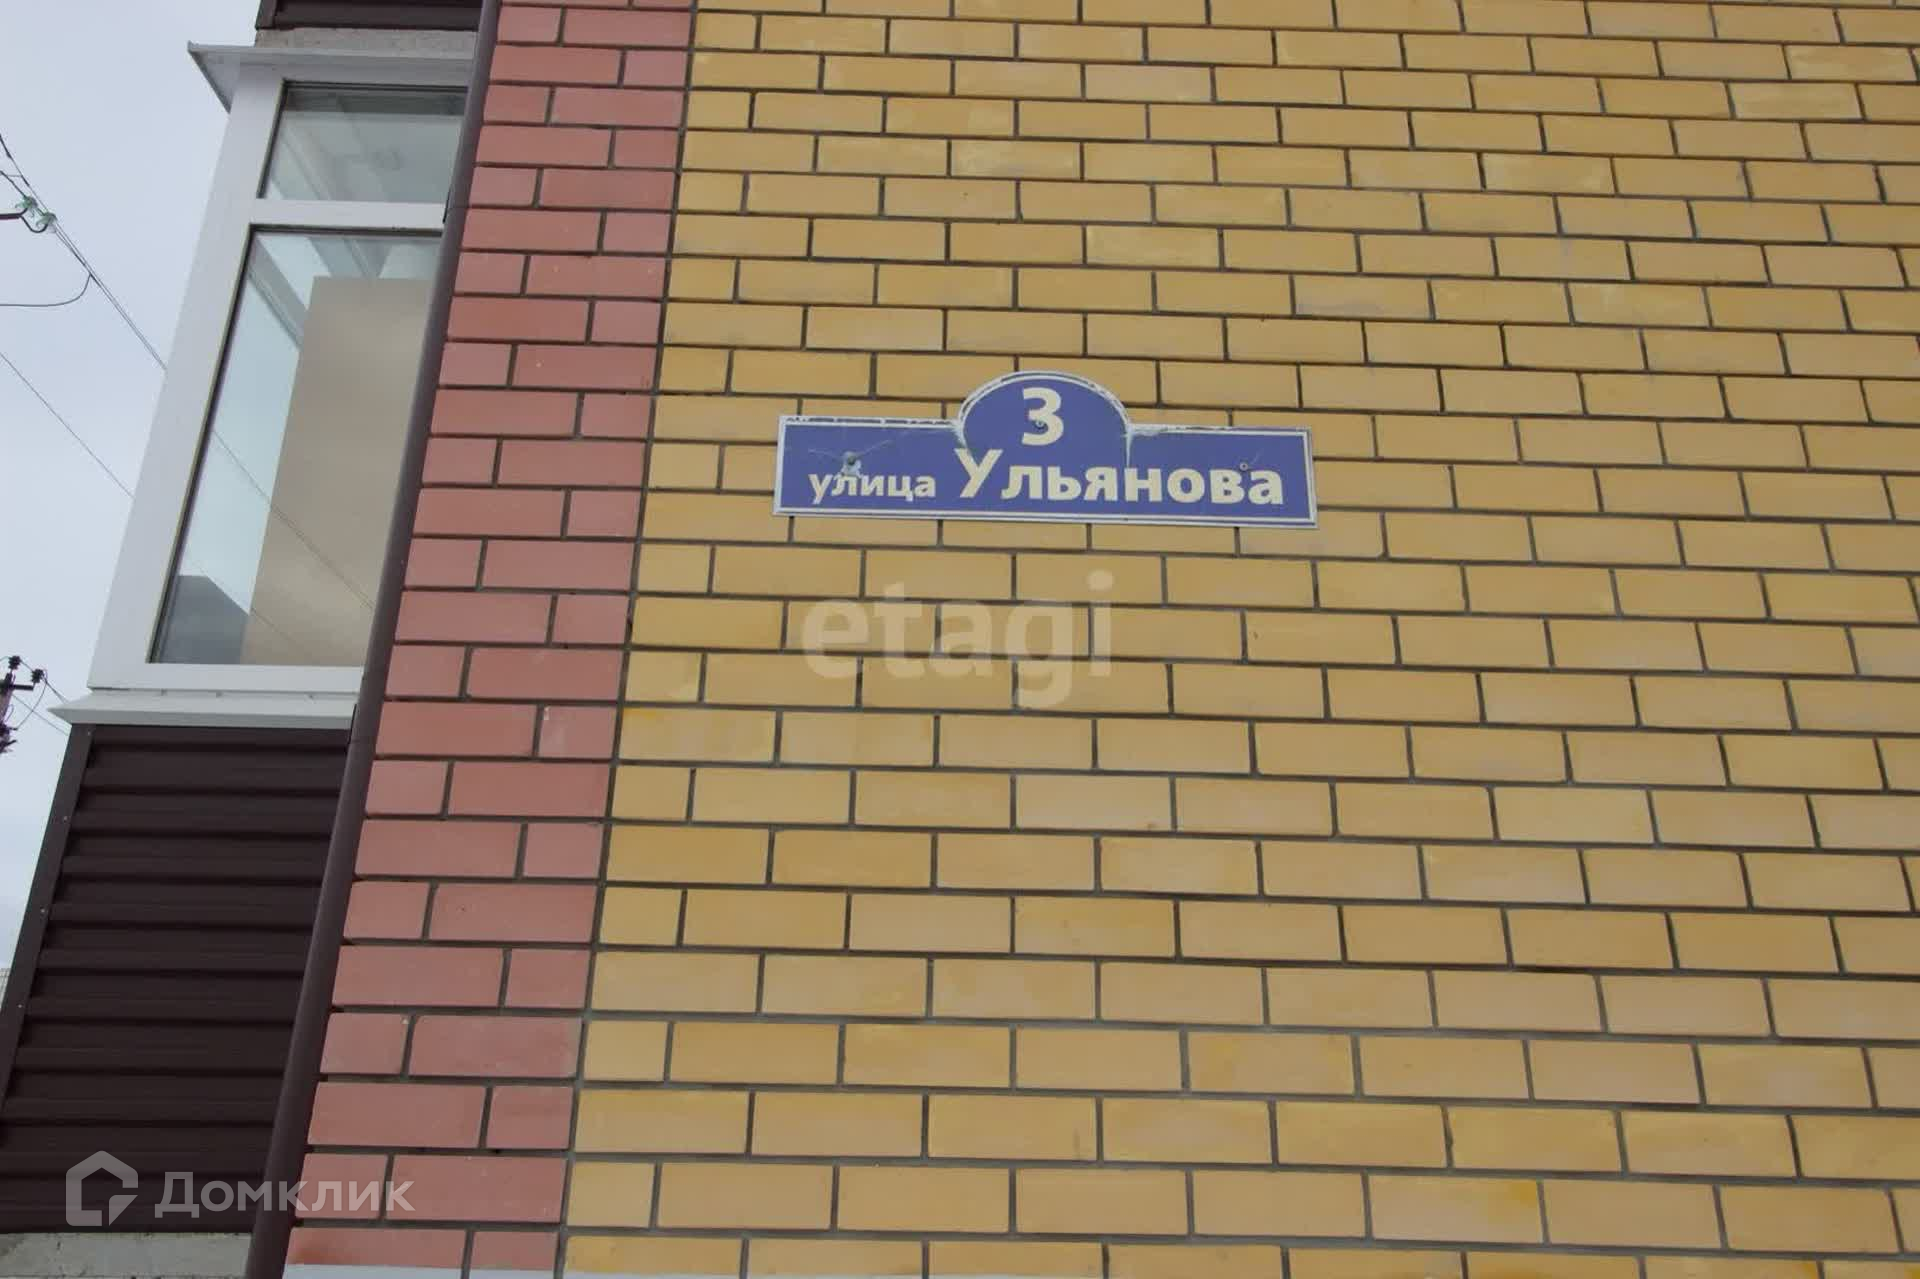 3
улица Ульянова
etagi
Домклик